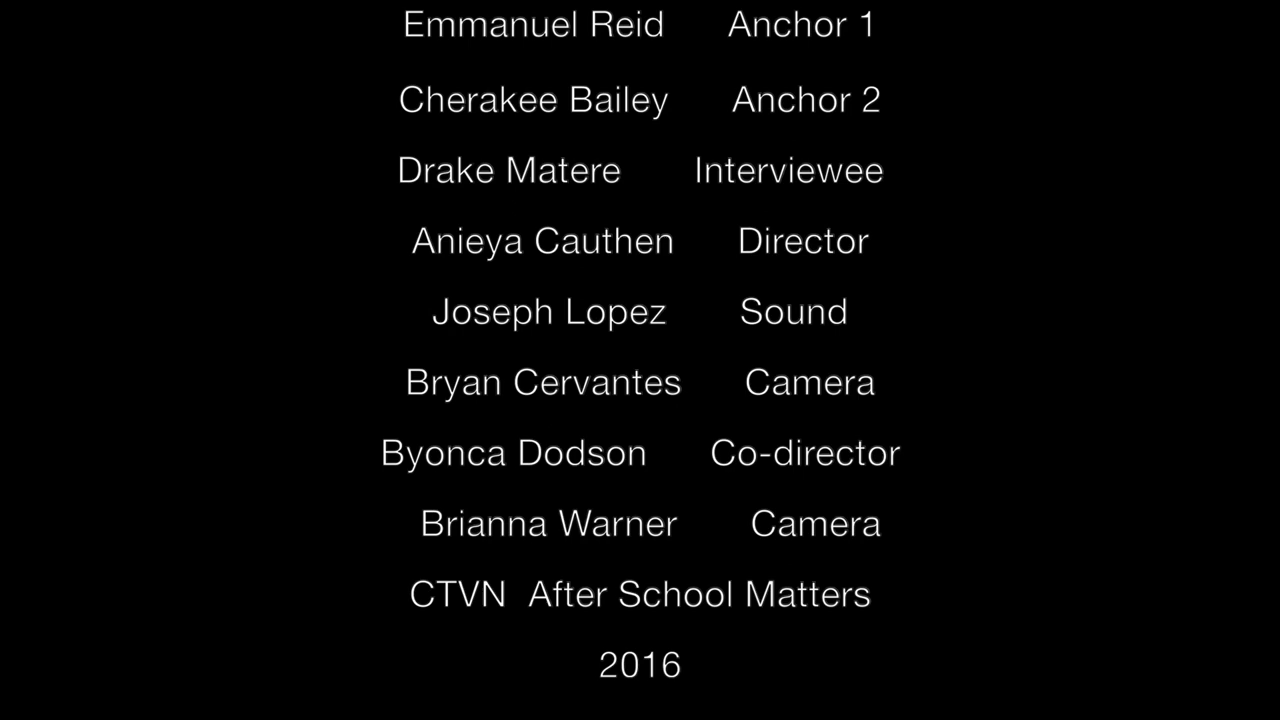 Emmanuel Reid Anchor 1
Cherakee Bailey Anchor 2
Drake Matere Interviewee
Anieya Cauthen Director
Joseph Lopez Sound
Bryan Cervantes Camera
Byonca Dodson Co-director
Brianna Warner Camera
CTVN After School Matters
2016